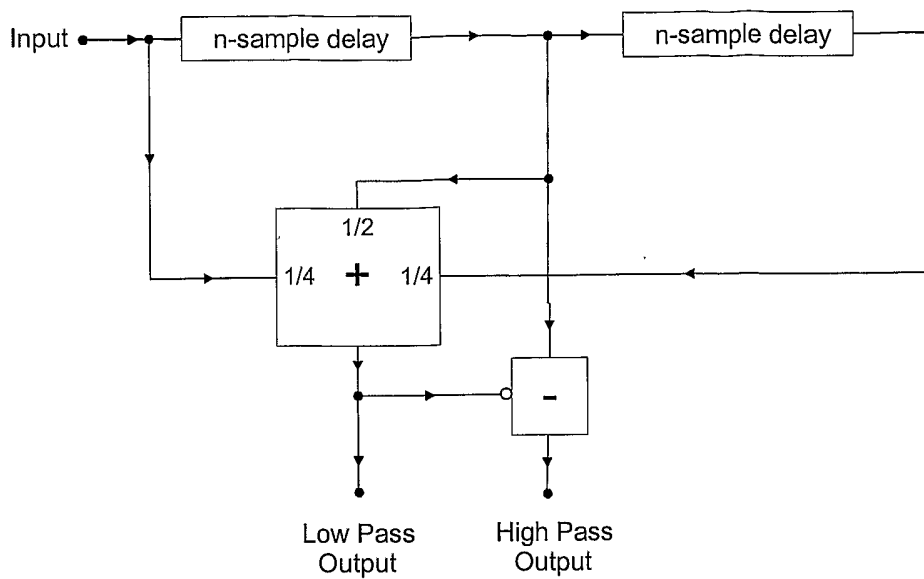 Input
n-sample delay
n-sample delay
1/2
1/4 + 1/4
-
Low Pass
Output
High Pass
Output